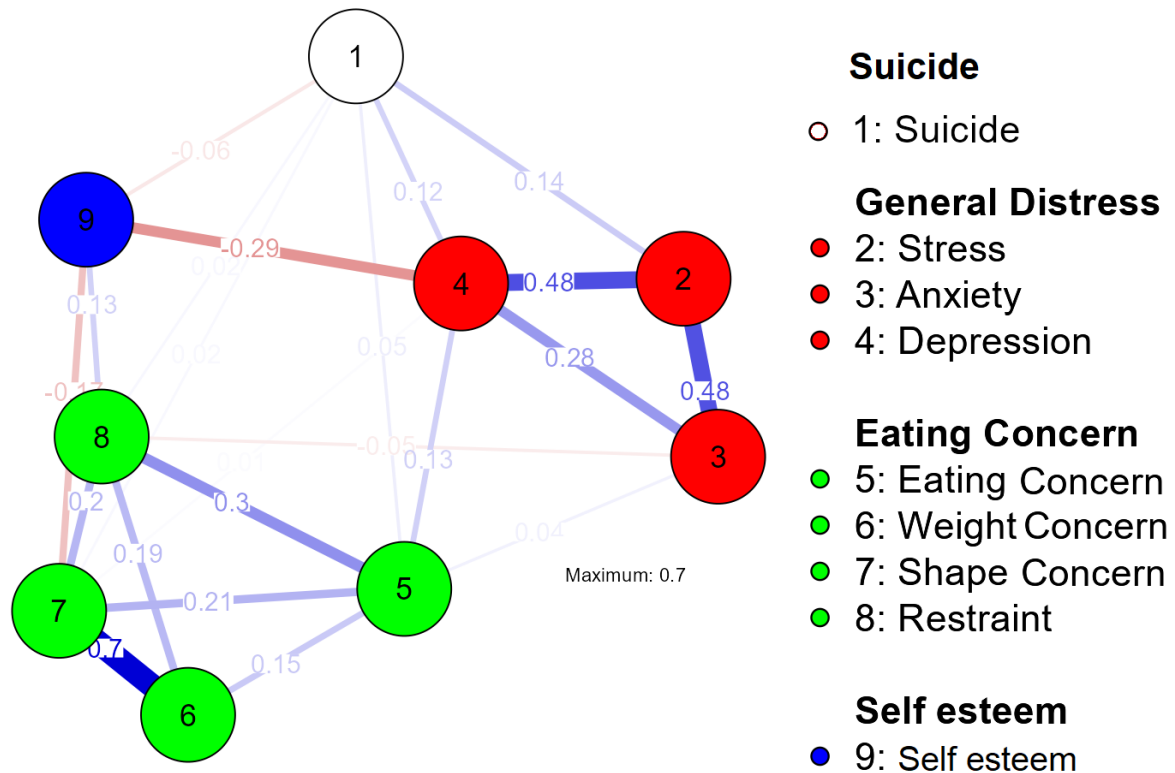 1
-0.06
0.12
0.14
9
-0.29
0.02
4
0.48
2
0.13
0.02
0.05
0.28
-0.17
0.48
8
-0.05
0.13
3
0.01
0.2
0.3
0.19
0.04
7
0.21
5
Maximum: 0.7
0.7
0.15
6
Suicide
1: Suicide
General Distress
2: Stress
3: Anxiety
4: Depression
Eating Concern
5: Eating Concern
6: Weight Concern
7: Shape Concern
8: Restraint
Self esteem
9: Self esteem